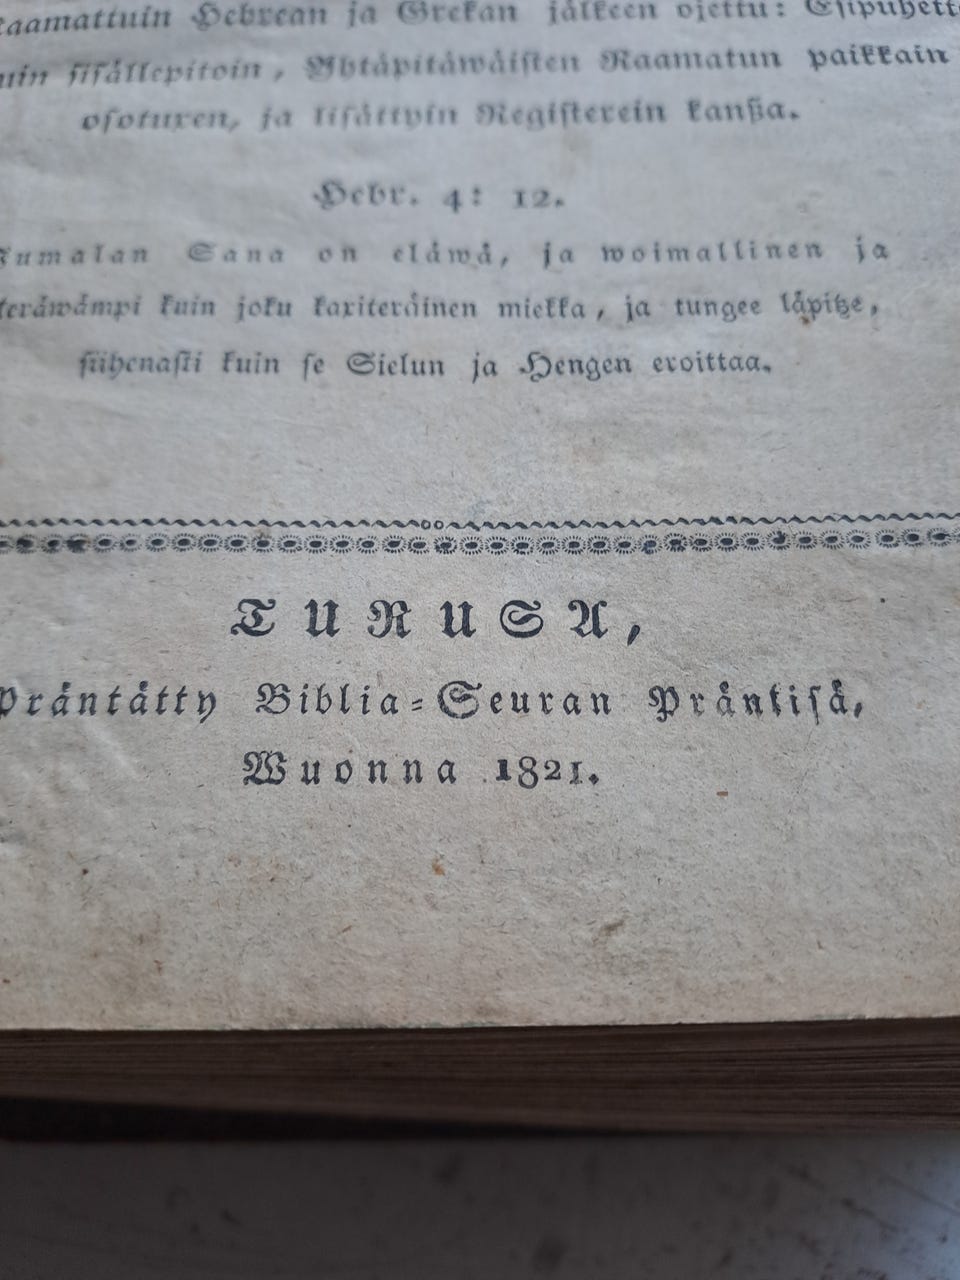 raamattuin Hebrean ja Grekan jälkeen ojettu: Esipuhett
uin sisällepitoin, Yhtäpitäwäisten Raamatun paikkain
osotuxen, ja lisättyin Registerein kanßa.
Hebr. 4: 12.
Jumalan Sana on eläwä, ja woimallinen ja
teräwämpi kuin joku kaxiteräinen miekka, ja tungee läpitze,
siihenasti kuin se Sielun ja Hengen eroittaa.
TURUSA,
Präntätty Biblia-Seuran Präntisä,
Wuonna 1821.